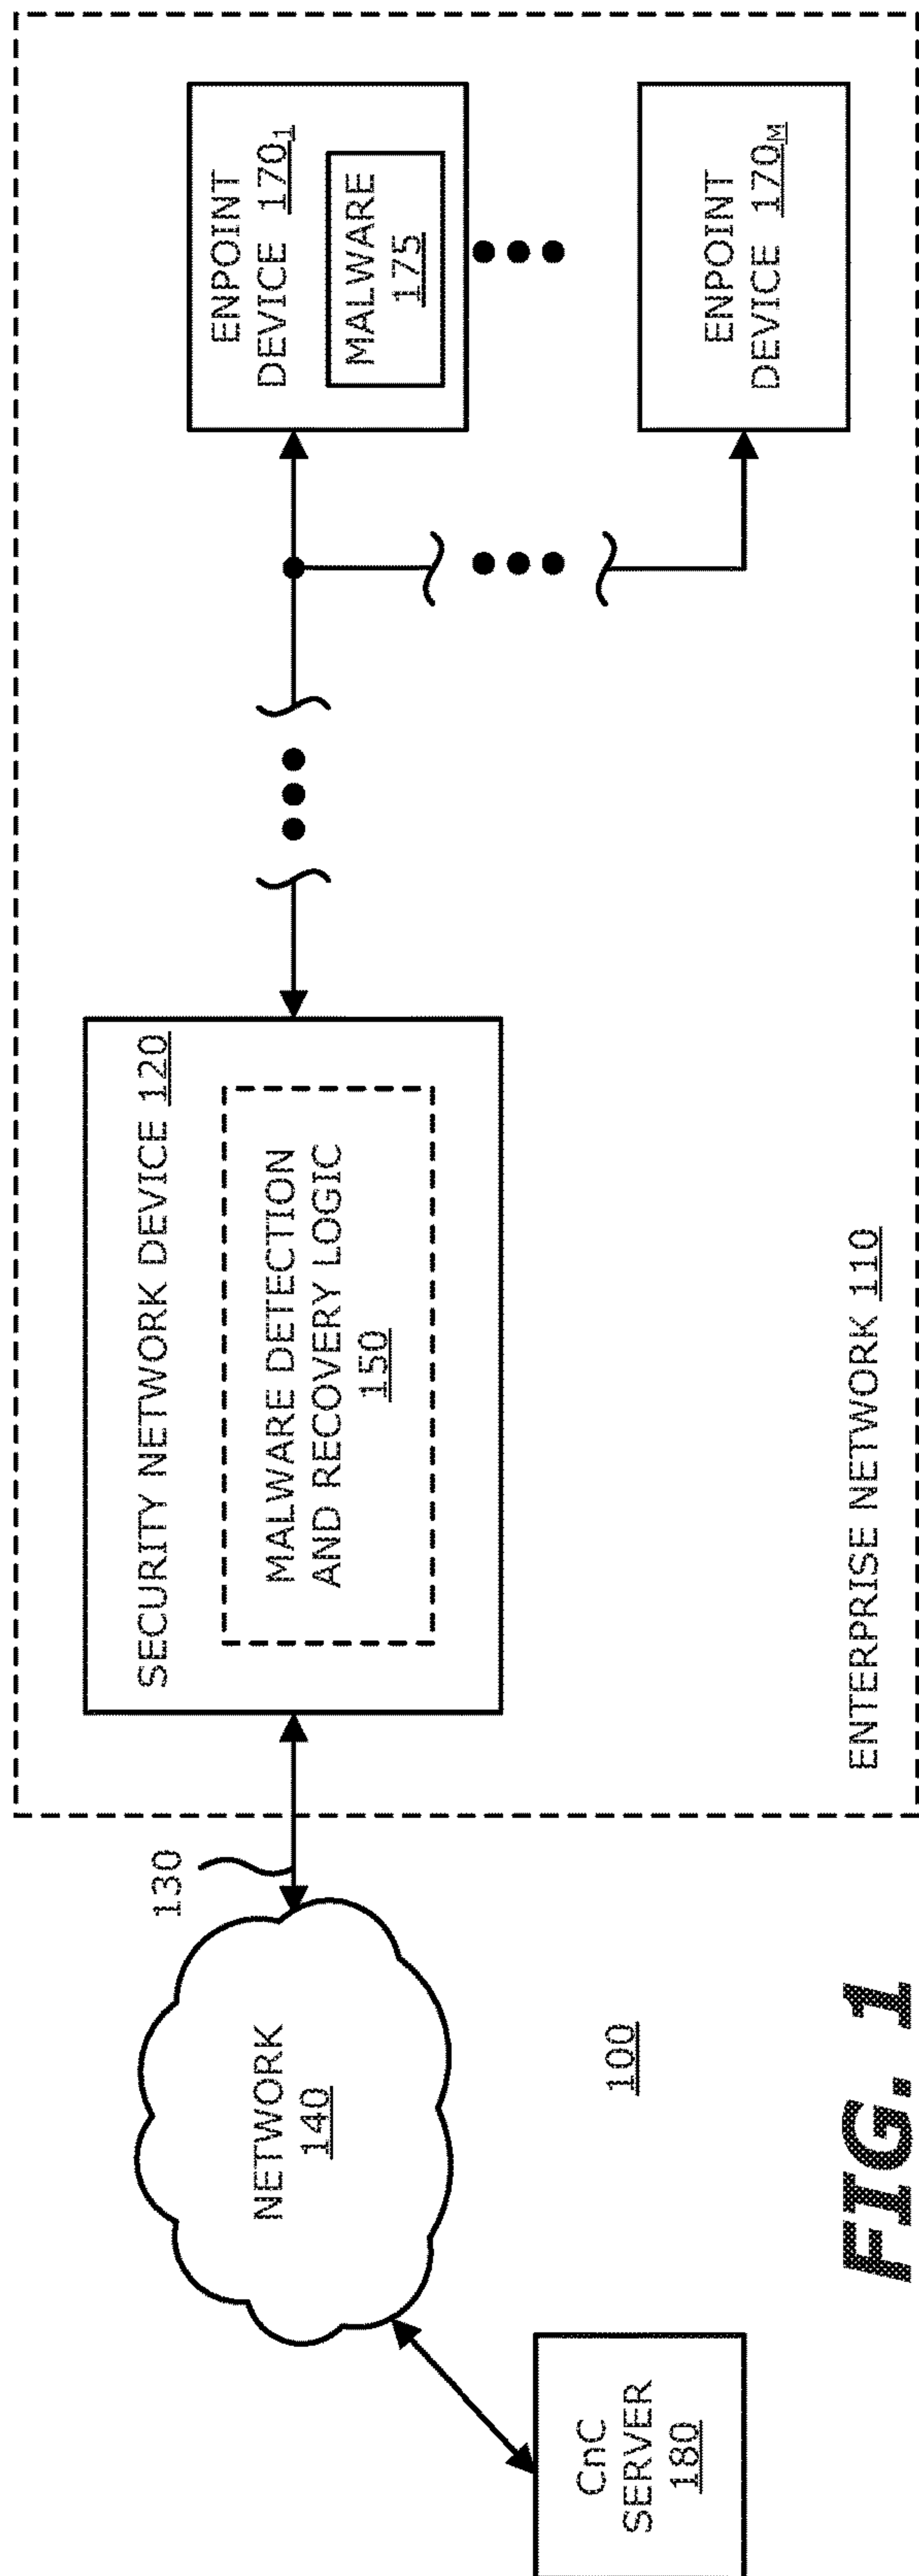 ENTERPRISE NETWORK 110
SECURITY NETWORK DEVICE 120
MALWARE DETECTION
AND RECOVERY LOGIC
150
ENPOINT
DEVICE 170₁
MALWARE
175
ENPOINT
DEVICE 170M
130
NETWORK
140
CnC
SERVER
180
100
FIG. 1